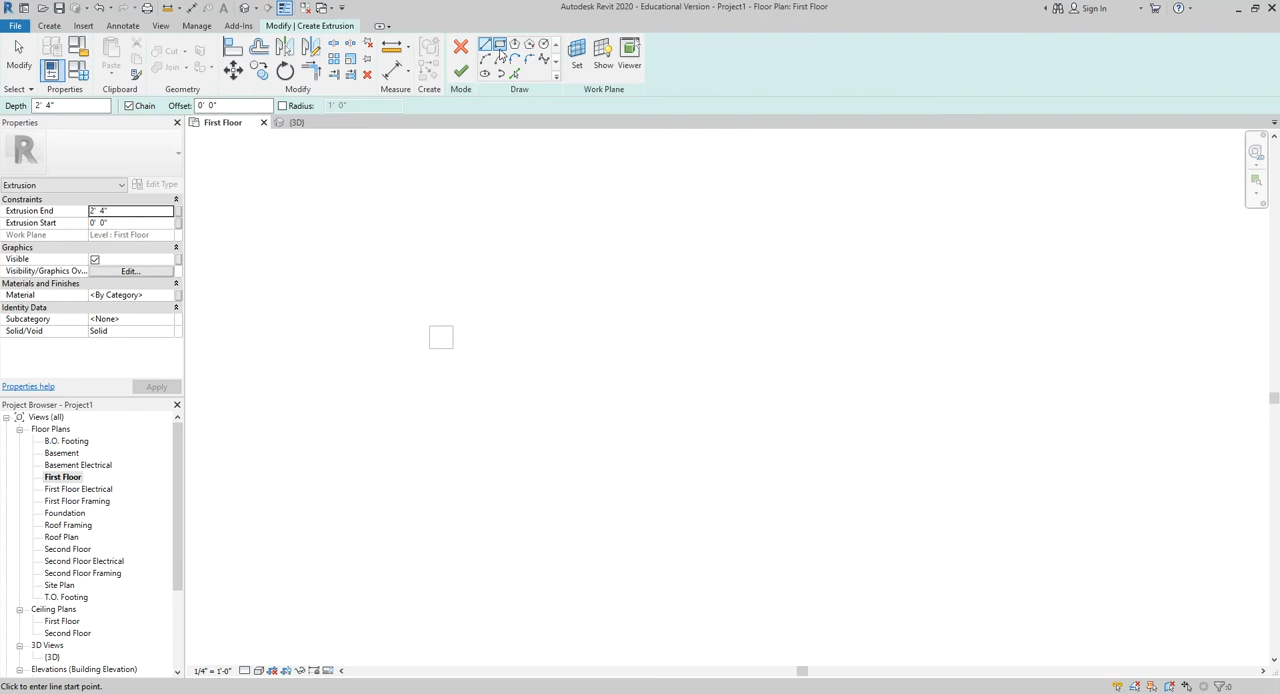 Autodesk Revit 2020 - Educational Version - Project1 - Floor Plan: First Floor
Sign In
File Create Insert Annotate View Manage Add-Ins Modify | Create Extrusion
Modify
Paste
Cut
Join
Create
Set Show Viewer
Select Properties Clipboard Geometry Modify Measure Create Mode Draw Work Plane
Depth 2' 4" Chain Offset: 0' 0" Radius: 1' 0"
Properties
First Floor
{3D}
Extrusion
Edit Type
Constraints
Extrusion End 2' 4"
Extrusion Start 0' 0"
Work Plane Level : First Floor
Graphics
Visible
Visibility/Graphics Ov... Edit...
Materials and Finishes
Material <By Category>
Identity Data
Subcategory <None>
Solid/Void Solid
Properties help Apply
Project Browser - Project1
Views (all)
Floor Plans
B.O. Footing
Basement
Basement Electrical
First Floor
First Floor Electrical
First Floor Framing
Foundation
Roof Framing
Roof Plan
Second Floor
Second Floor Electrical
Second Floor Framing
Site Plan
T.O. Footing
Ceiling Plans
First Floor
Second Floor
3D Views
{3D}
Elevations (Building Elevation)
1/4" = 1'-0"
Click to enter line start point.
:0